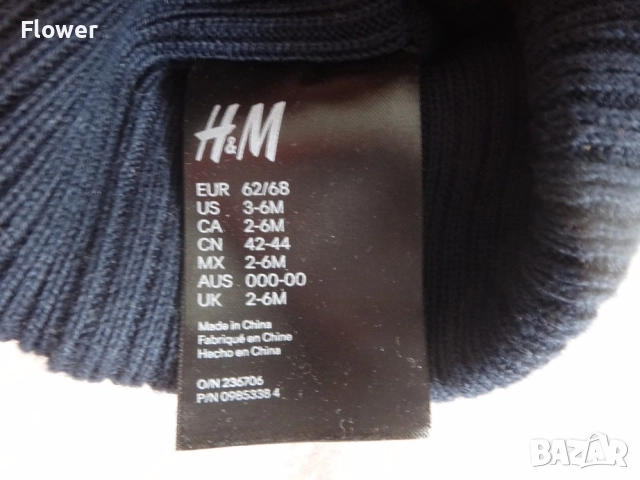 Flower
H&M
EUR 62/68
US 3-6M
CA 2-6M
CN 42-44
MX 2-6M
AUS 000-00
UK 2-6M
Made in China
Fabriqué en Chine
Hecho en China
O/N 236706
P/N 0985338 4
BAZAR